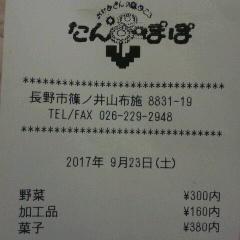 たんぽぽ
********************
長野市篠ノ井山布施 8831-19
TEL/FAX 026-229-2948
********************
2017年 9月23日(土)
野菜 ¥300内
加工品 ¥160内
菓子 ¥380内